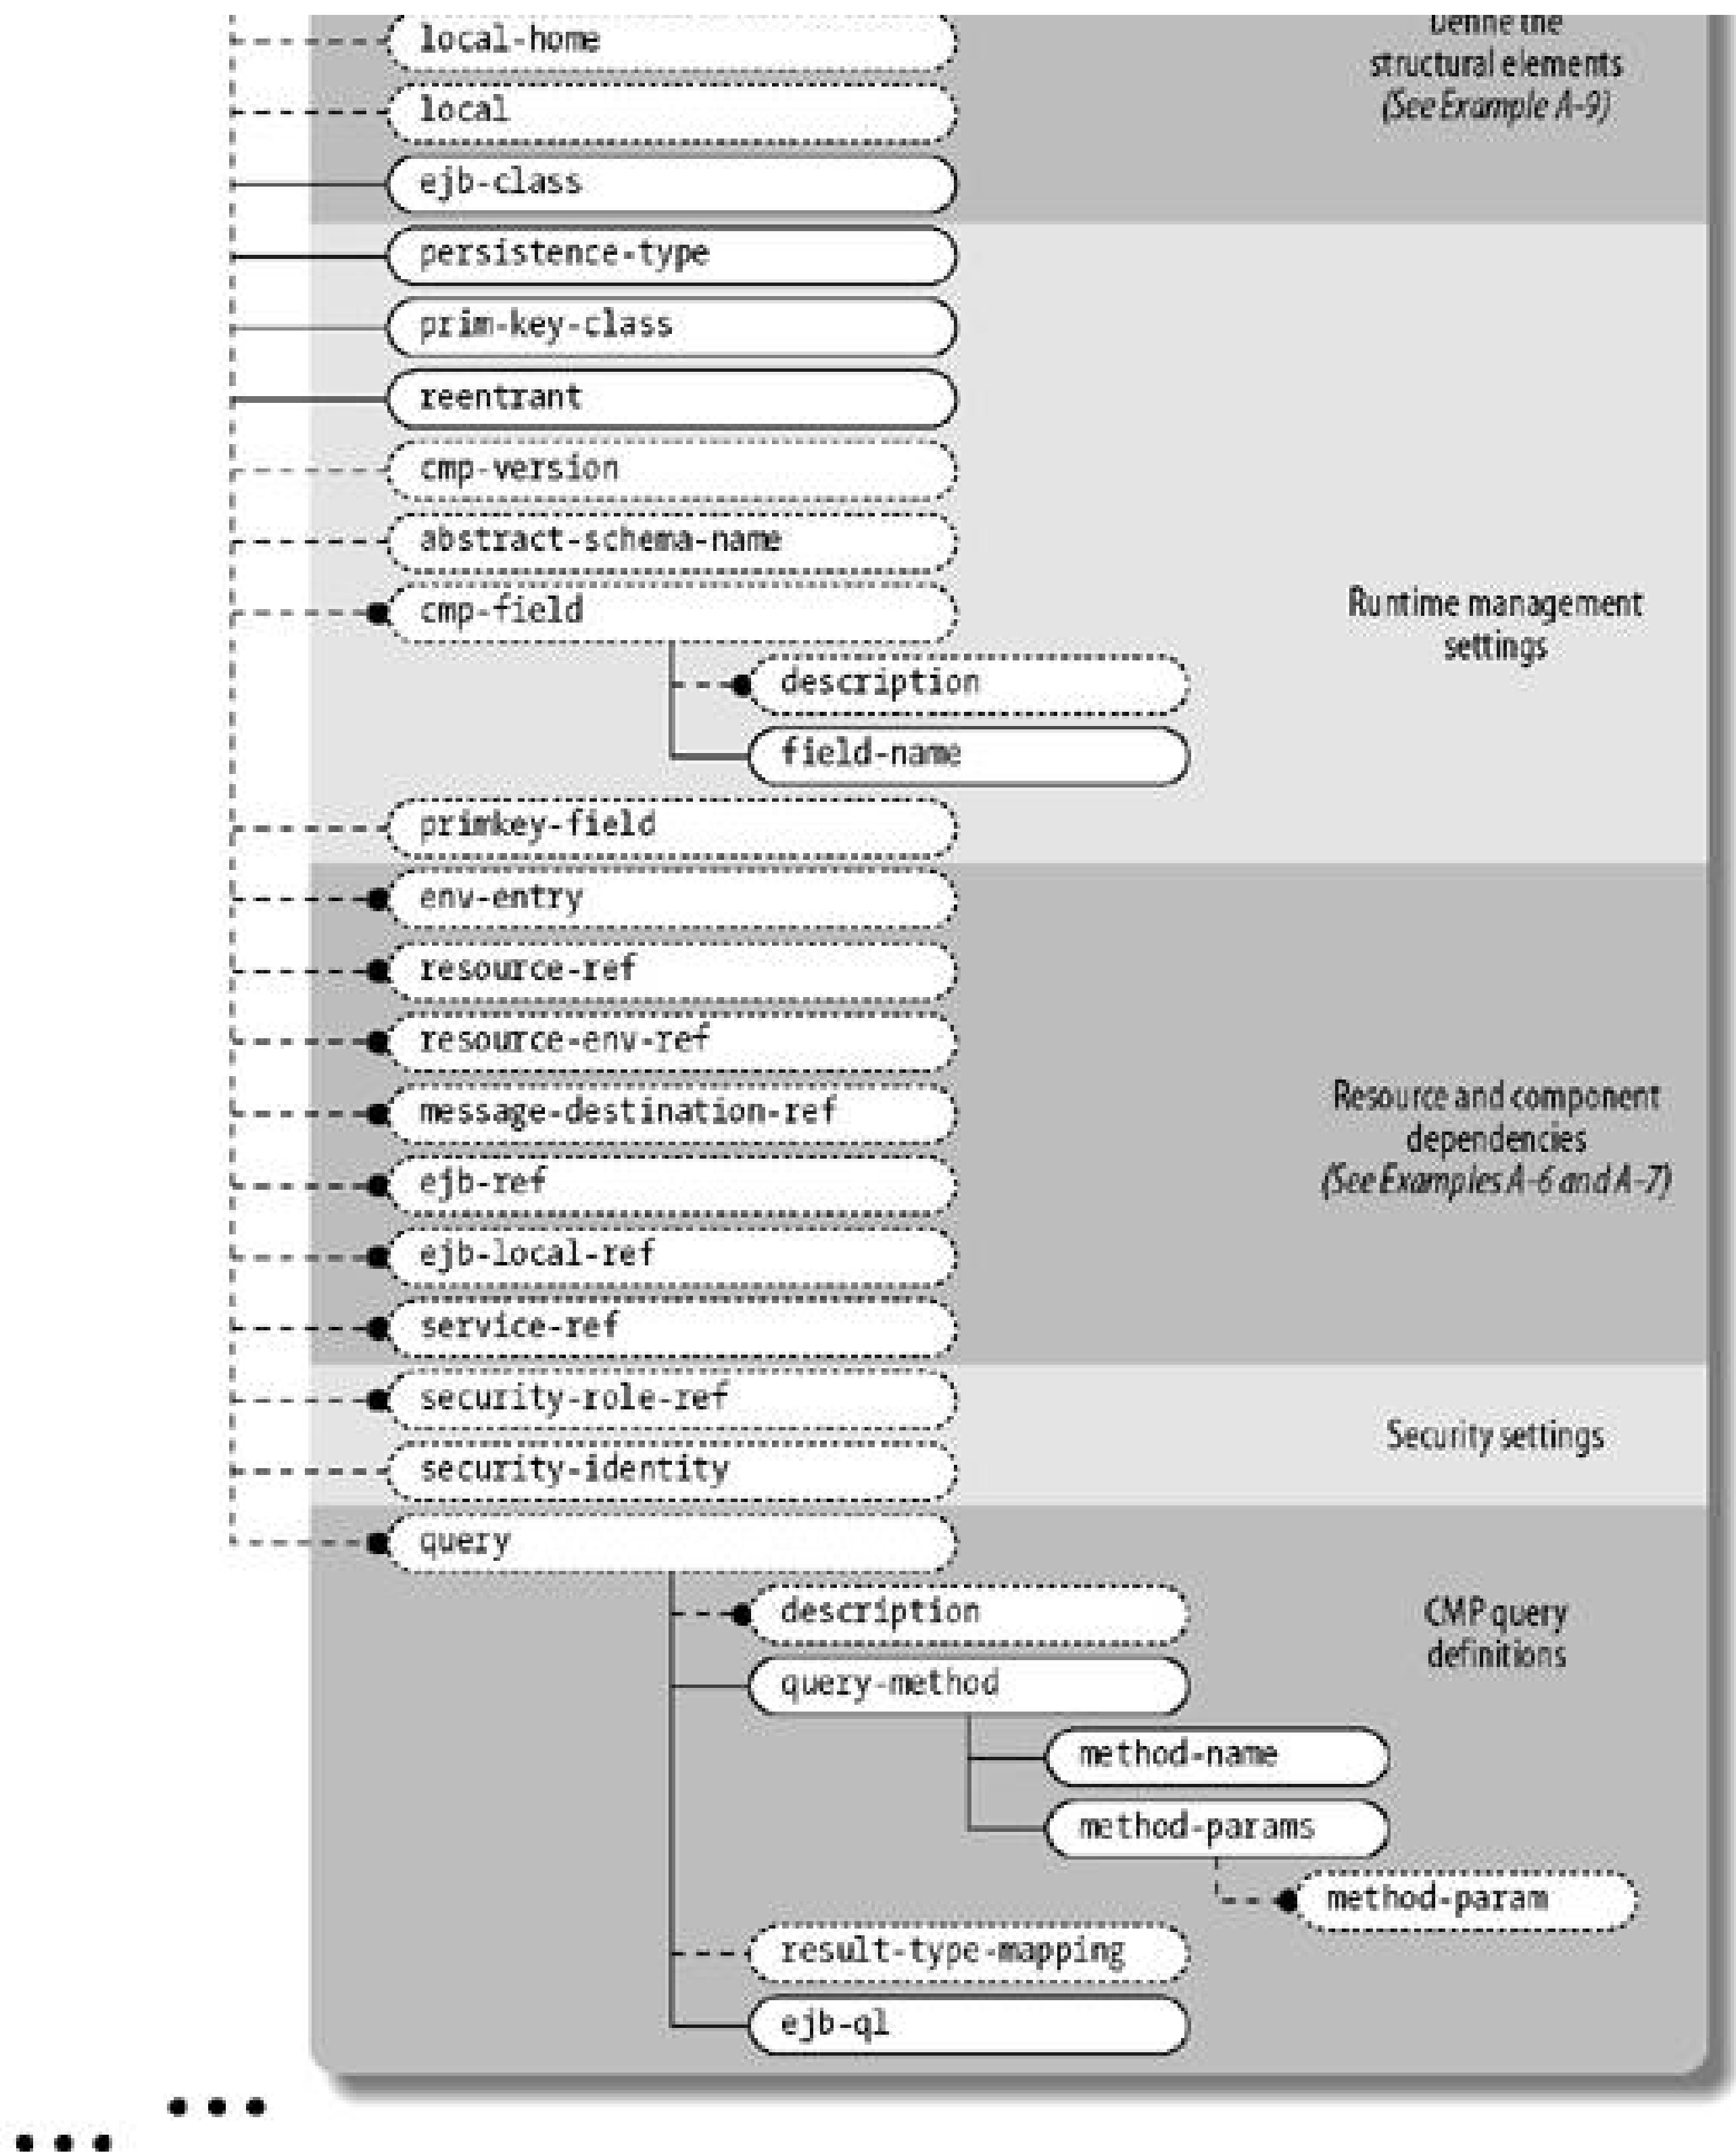 local-home
Define the
structural elements
(See Example A-9)
local
ejb-class
persistence-type
prim-key-class
reentrant
cmp-version
abstract-schema-name
cmp-field
Runtime management
settings
description
field-name
primkey-field
env-entry
resource-ref
resource-env-ref
message-destination-ref
Resource and component
dependencies
(See Examples A-6 and A-7)
ejb-ref
ejb-local-ref
service-ref
security-role-ref
Security settings
security-identity
query
description
CMP query
definitions
query-method
method-name
method-params
method-param
result-type-mapping
ejb-ql